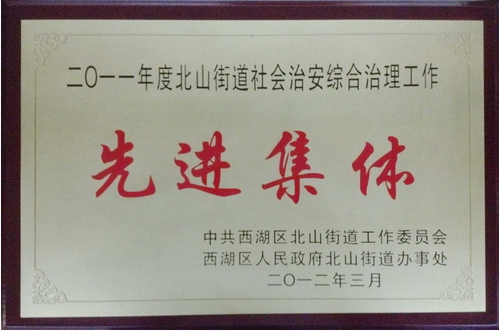 二〇一一年度北山街道社会治安综合治理工作
先进集体
中共西湖区北山街道工作委员会
西湖区人民政府北山街道办事处
二〇一二年三月